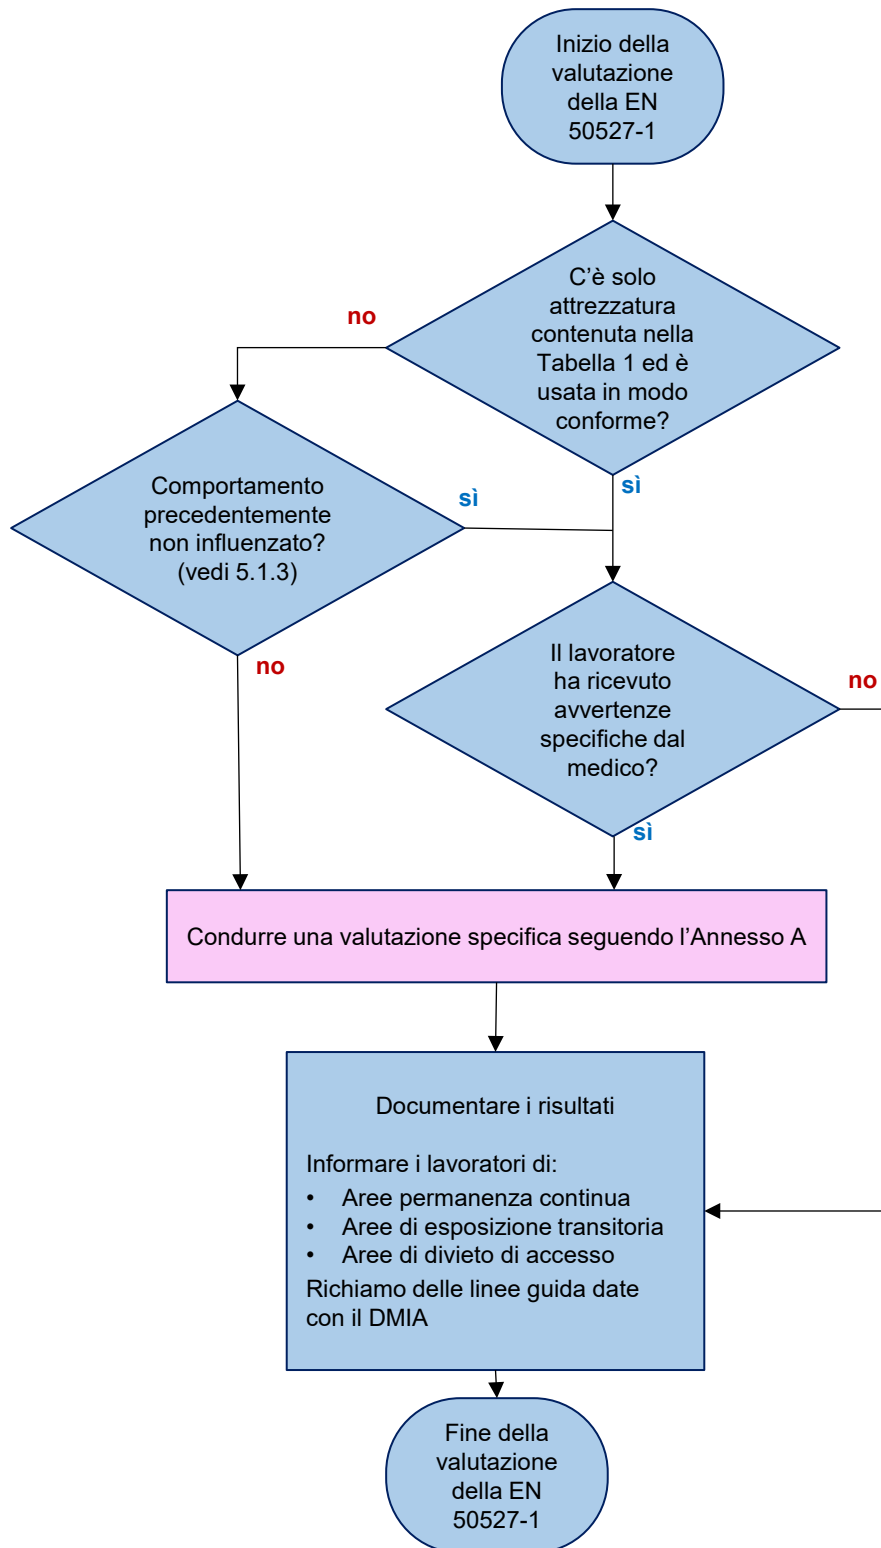 Inizio della
valutazione
della EN
50527-1
C'è solo
attrezzatura
contenuta nella
Tabella 1 ed è
usata in modo
conforme?
no
sì
Comportamento
precedentemente
non influenzato?
(vedi 5.1.3)
sì
no
Il lavoratore
ha ricevuto
avvertenze
specifiche dal
medico?
no
sì
Condurre una valutazione specifica seguendo l'Annesso A
Documentare i risultati
Informare i lavoratori di:
• Aree permanenza continua
• Aree di esposizione transitoria
• Aree di divieto di accesso
Richiamo delle linee guida date
con il DMIA
Fine della
valutazione
della EN
50527-1